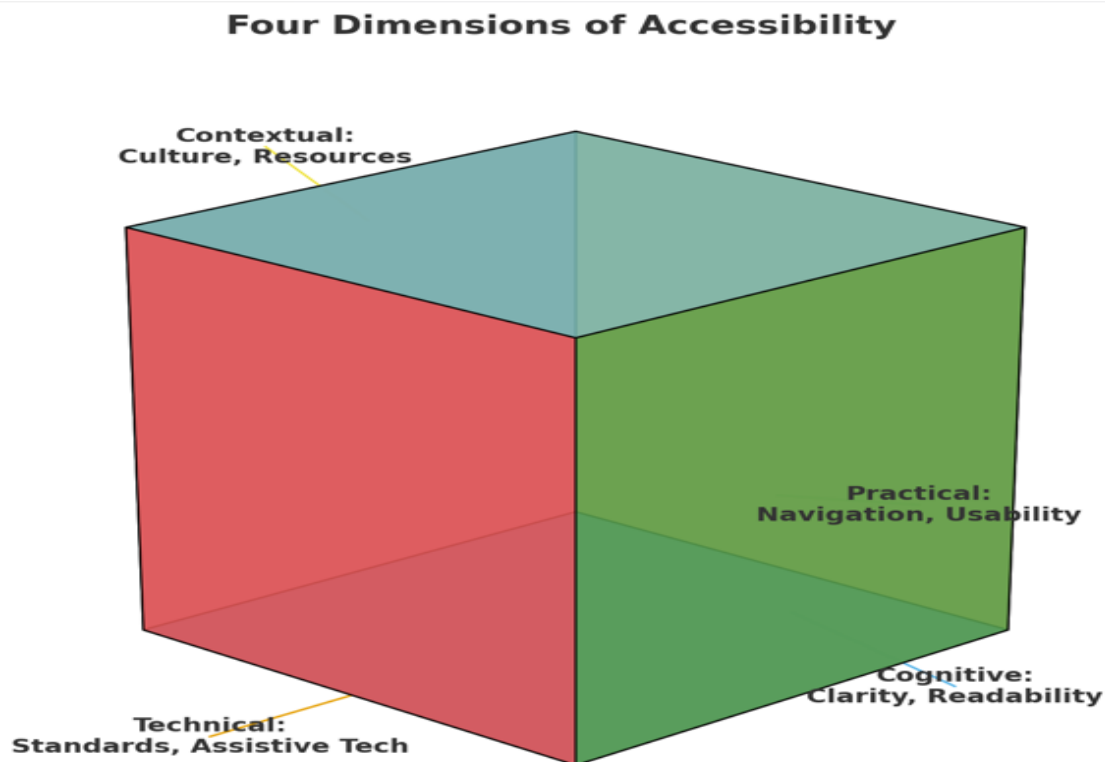 Four Dimensions of Accessibility
Contextual:
Culture, Resources
Practical:
Navigation, Usability
Cognitive:
Clarity, Readability
Technical:
Standards, Assistive Tech